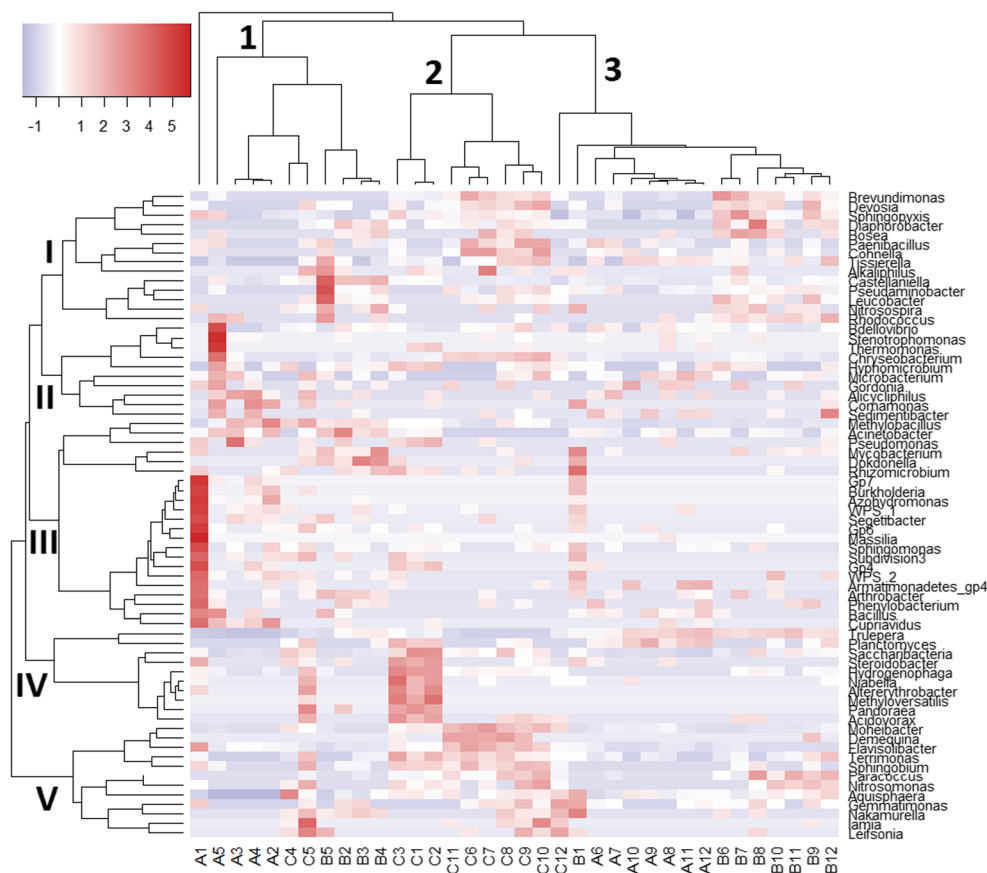 1
2
3
-1 1 2 3 4 5
I
II
III
IV
V
Brevundimonas
Devosia
Sphingopyxis
Diaphorobacter
Bosea
Paenibacillus
Cohnella
Tissierella
Alkaliphilus
Castellaniella
Pseudaminobacter
Leucobacter
Nitrosospira
Rhodococcus
Bdellovibrio
Stenotrophomonas
Thermomonas
Chryseobacterium
Hyphomicrobium
Microbacterium
Gordonia
Alicycliphilus
Comamonas
Sedimentibacter
Methylobacillus
Acinetobacter
Pseudomonas
Mycobacterium
Dokdonella
Rhizomicrobium
Gp7
Burkholderia
Azohydromonas
WPS_1
Segetibacter
Gp6
Massilia
Sphingomonas
Subdivision3
Gp4
WPS_2
Armatimonadetes_gp4
Arthrobacter
Phenylobacterium
Bacillus
Cupriavidus
Truepera
Planctomyces
Saccharibacteria
Steroidobacter
Hydrogenophaga
Niabella
Altererythrobacter
Methyloversatilis
Pandoraea
Acidovorax
Moheibacter
Demequina
Flavisolibacter
Terrimonas
Sphingobium
Paracoccus
Nitrosomonas
Aquisphaera
Gemmatimonas
Nakamurella
Iamia
Leifsonia
A1 A5 A3 A4 A2 C4 C5 B5 B2 B3 B4 C3 C1 C2 C11 C6 C7 C8 C9 C10 C12 B1 A6 A7 A10 A9 A8 A11 A12 B6 B7 B8 B10 B11 B9 B12